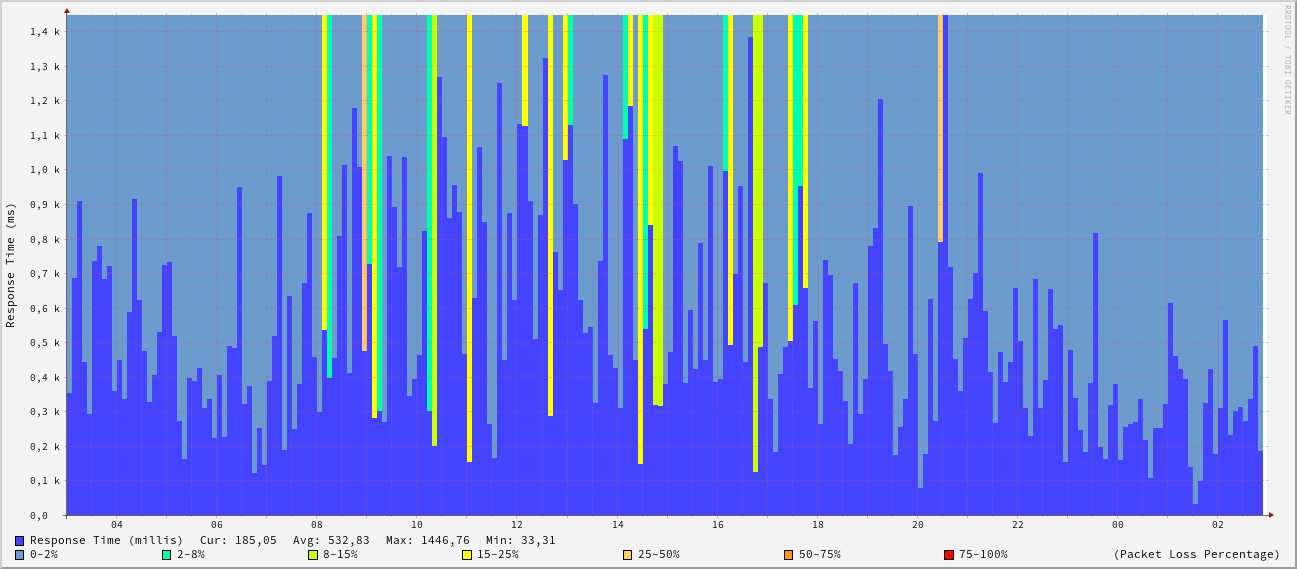 RRDTOOL / TOBI OETIKER
Response Time (ms)
1,4 k
1,3 k
1,2 k
1,1 k
1,0 k
0,9 k
0,8 k
0,7 k
0,6 k
0,5 k
0,4 k
0,3 k
0,2 k
0,1 k
0,0
04 06 08 10 12 14 16 18 20 22 00 02
Response Time (millis) Cur: 185,05 Avg: 532,83 Max: 1446,76 Min: 33,31
0-2% 2-8% 8-15% 15-25% 25-50% 50-75% 75-100% (Packet Loss Percentage)